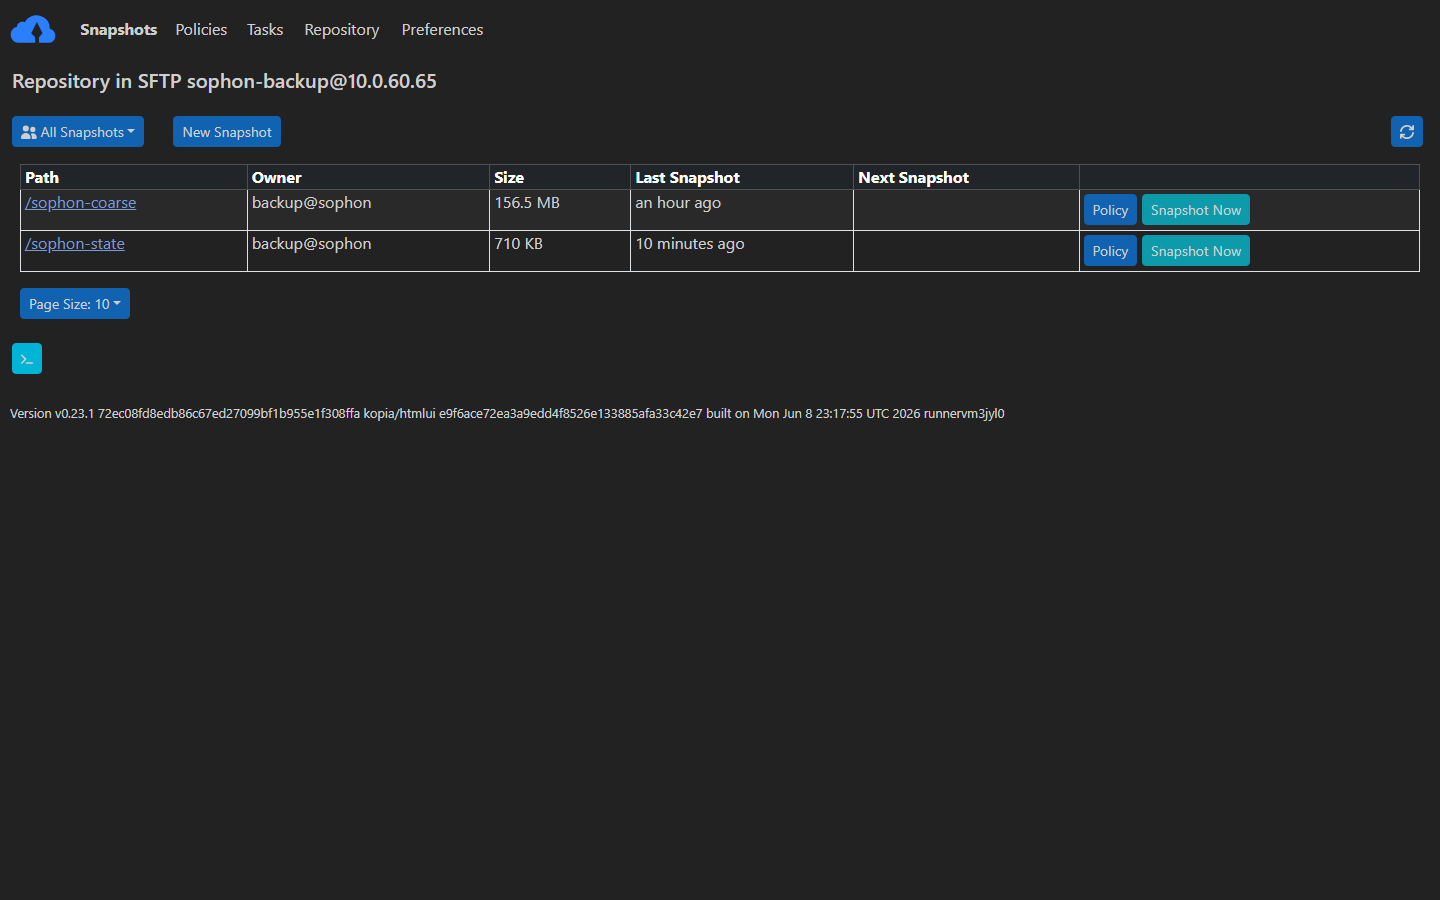 Snapshots Policies Tasks Repository Preferences
Repository in SFTP sophon-backup@10.0.60.65
All Snapshots New Snapshot
Path Owner Size Last Snapshot Next Snapshot
/sophon-coarse backup@sophon 156.5 MB an hour ago Policy Snapshot Now
/sophon-state backup@sophon 710 KB 10 minutes ago Policy Snapshot Now
Page Size: 10
Version v0.23.1 72ec08fd8edb86c67ed27099bf1b955e1f308ffa kopia/htmlui e9f6ace72ea3a9edd4f8526e133885afa33c42e7 built on Mon Jun 8 23:17:55 UTC 2026 runnervm3jyl0